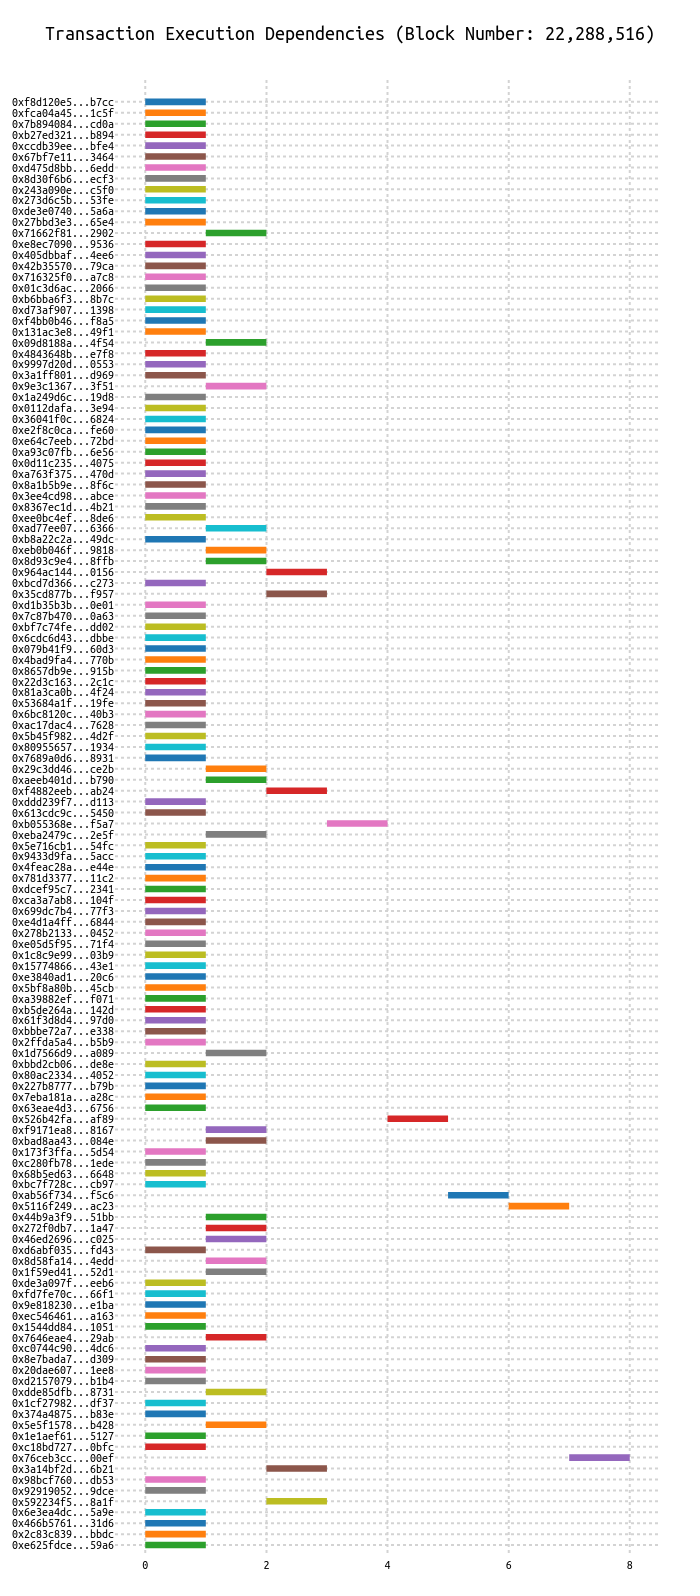 Transaction Execution Dependencies (Block Number: 22,288,516)
0xf8d120e5...b7cc
0xfca04a45...1c5f
0x7b894084...cd0a
0xb27ed321...b894
0xccdb39ee...bfe4
0x67bf7e11...3464
0xd475d8bb...6edd
0x8d30f6b6...ecf3
0x243a090e...c5f0
0x273d6c5b...53fe
0xde3e0740...5a6a
0x27bbd3e3...65e4
0x71662f81...2902
0xe8ec7090...9536
0x405dbbaf...4ee6
0x42b35570...79ca
0x716325f0...a7c8
0x01c3d6ac...2066
0xb6bba6f3...8b7c
0xd73af907...1398
0xf4bb0b46...f8a5
0x131ac3e8...49f1
0x09d8188a...4f54
0x4843648b...e7f8
0x9997d20d...0553
0x3a1ff801...d969
0x9e3c1367...3f51
0x1a249d6c...19d8
0x0112dafa...3e94
0x36041f0c...6824
0xe2f8c0ca...fe60
0xe64c7eeb...72bd
0xa93c07fb...6e56
0x0d11c235...4075
0xa763f375...470d
0x8a1b5b9e...8f6c
0x3ee4cd98...abce
0x8367ec1d...4b21
0xee0bc4ef...8de6
0xad77ee07...6366
0xb8a22c2a...49dc
0xeb0b046f...9818
0x8d93c9e4...8ffb
0x964ac144...0156
0xbcd7d366...c273
0x35cd877b...f957
0xd1b35b3b...0e01
0x7c87b470...0a63
0xbf7c74fe...dd02
0x6cdc6d43...dbbe
0x079b41f9...60d3
0x4bad9fa4...770b
0x8657db9e...915b
0x22d3c163...2c1c
0x81a3ca0b...4f24
0x53684a1f...19fe
0x6bc8120c...40b3
0xac17dac4...7628
0x5b45f982...4d2f
0x80955657...1934
0x7689a0d6...8931
0x29c3dd46...ce2b
0xaeeb401d...b790
0xf4882eeb...ab24
0xddd239f7...d113
0x613cdc9c...5450
0xb055368e...f5a7
0xeba2479c...2e5f
0x5e716cb1...54fc
0x9433d9fa...5acc
0x4feac28a...e44e
0x781d3377...11c2
0xdcef95c7...2341
0xca3a7ab8...104f
0x699dc7b4...77f3
0xe4d1a4ff...6844
0x278b2133...0452
0xe05d5f95...71f4
0x1c8c9e99...03b9
0x15774866...43e1
0xe3840ad1...20c6
0x5bf8a80b...45cb
0xa39882ef...f071
0xb5de264a...142d
0x61f3d8d4...97d0
0xbbbe72a7...e338
0x2ffda5a4...b5b9
0x1d7566d9...a089
0xbbd2cb06...de8e
0x80ac2334...4052
0x227b8777...b79b
0x7eba181a...a28c
0x63eae4d3...6756
0x526b42fa...af89
0xf9171ea8...8167
0xbad8aa43...084e
0x173f3ffa...5d54
0xc280fb78...1ede
0x68b5ed63...6648
0xbc7f728c...cb97
0xab56f734...f5c6
0x5116f249...ac23
0x44b9a3f9...51bb
0x272f0db7...1a47
0x46ed2696...c025
0xd6abf035...fd43
0x8d58fa14...4edd
0x1f59ed41...52d1
0xde3a097f...eeb6
0xfd7fe70c...66f1
0x9e818230...e1ba
0xec546461...a163
0x1544dd84...1051
0x7646eae4...29ab
0xc0744c90...4dc6
0x8e7bada7...d309
0x20dae607...1ee8
0xd2157079...b1b4
0xdde85dfb...8731
0x1cf27982...df37
0x374a4875...b83e
0x5e5f1578...b428
0x1e1aef61...5127
0xc18bd727...0bfc
0x76ceb3cc...00ef
0x3a14bf2d...6b21
0x98bcf760...db53
0x92919052...9dce
0x592234f5...8a1f
0x6e3ea4dc...5a9e
0x466b5761...31d6
0x2c83c839...bbdc
0xe625fdce...59a6
0 2 4 6 8